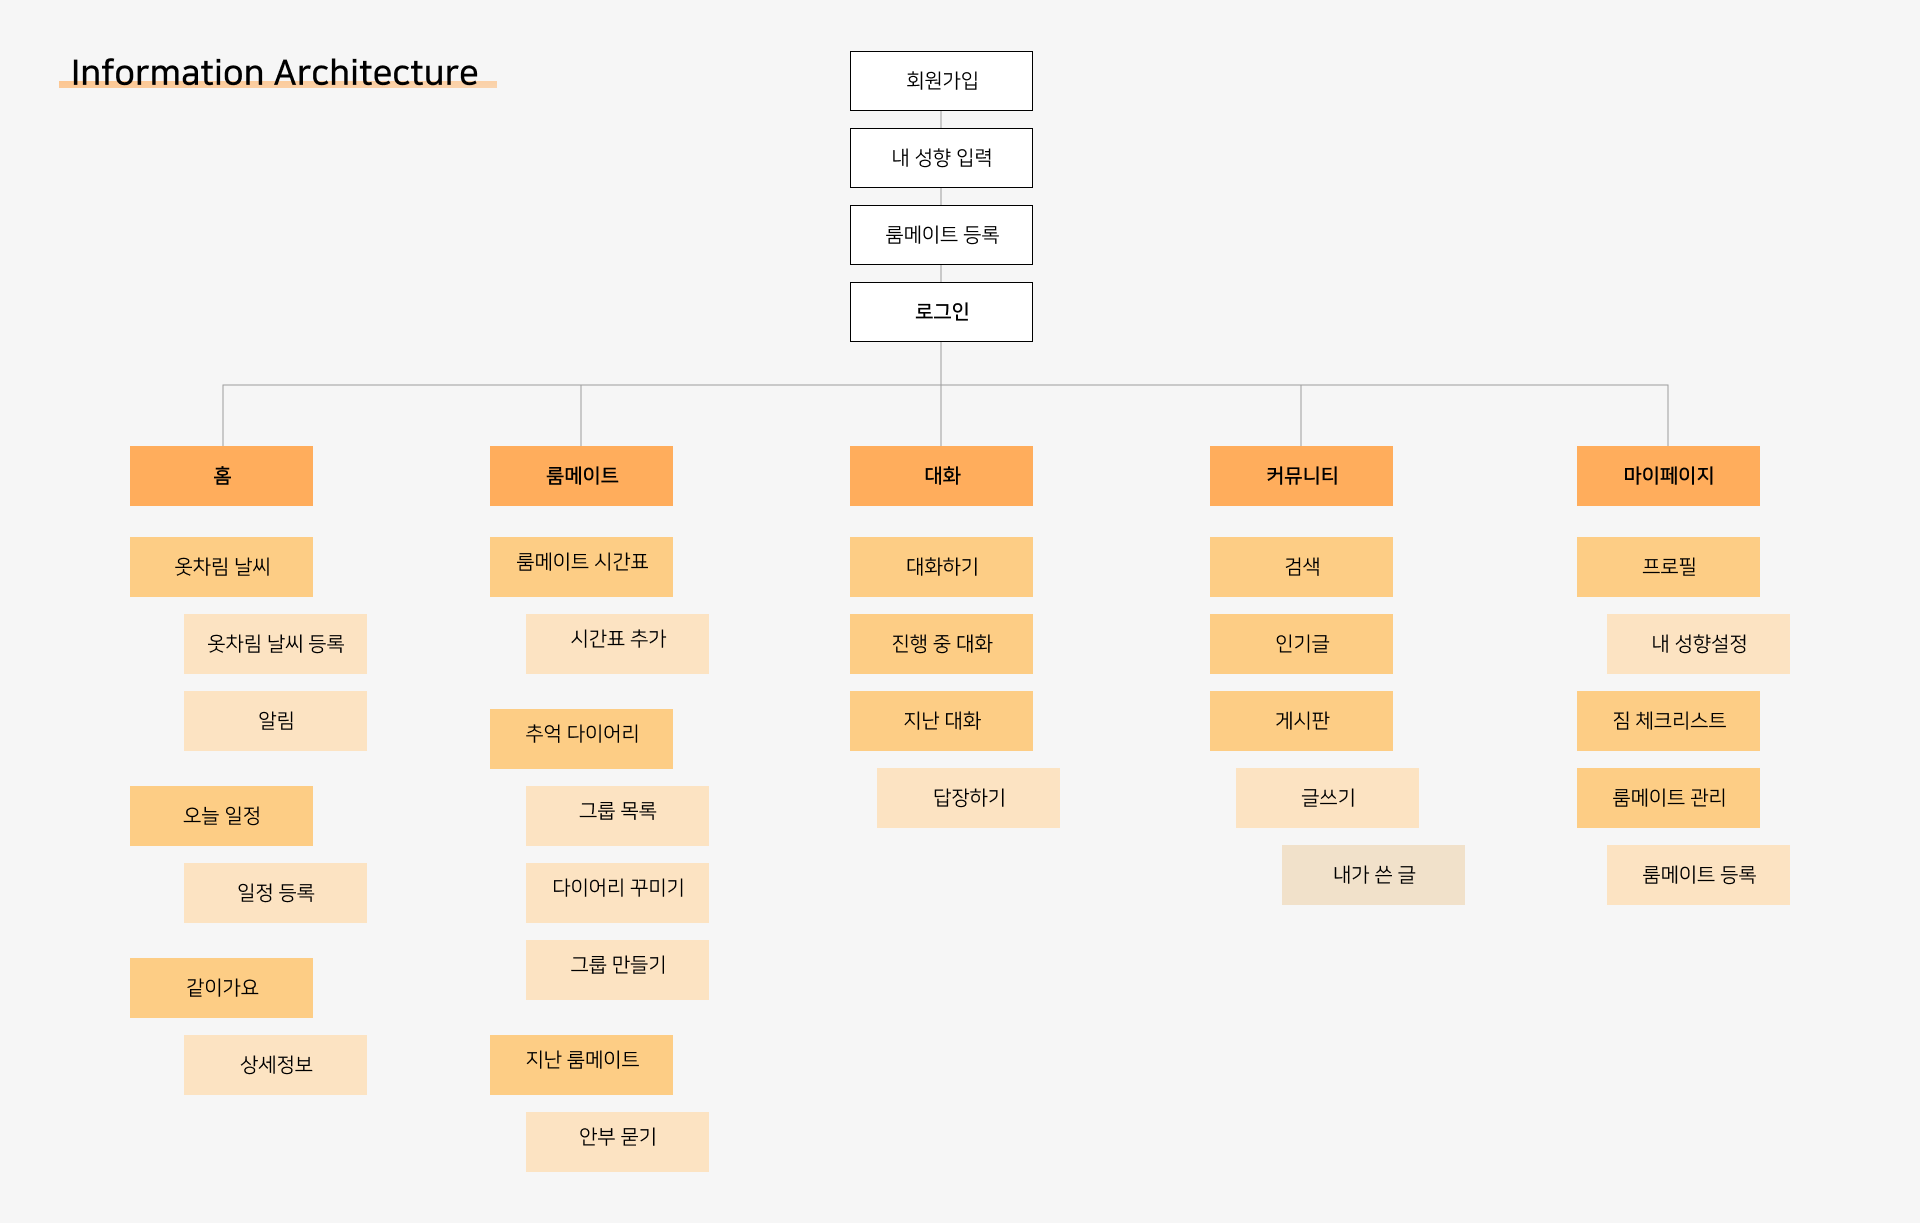 Information Architecture
회원가입
내 성향 입력
룸메이트 등록
로그인
홈
옷차림 날씨
옷차림 날씨 등록
알림
오늘 일정
일정 등록
같이가요
상세정보
룸메이트
룸메이트 시간표
시간표 추가
추억 다이어리
그룹 목록
다이어리 꾸미기
그룹 만들기
지난 룸메이트
안부 묻기
대화
대화하기
진행 중 대화
지난 대화
답장하기
커뮤니티
검색
인기글
게시판
글쓰기
내가 쓴 글
마이페이지
프로필
내 성향설정
짐 체크리스트
룸메이트 관리
룸메이트 등록